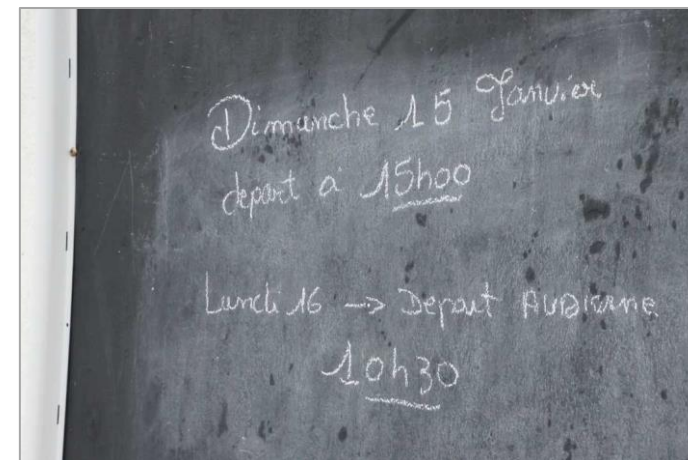 Dimanche 15 Janvier
depart à 15h00
Lundi 16 -> Depart AUDIERNE
10h30